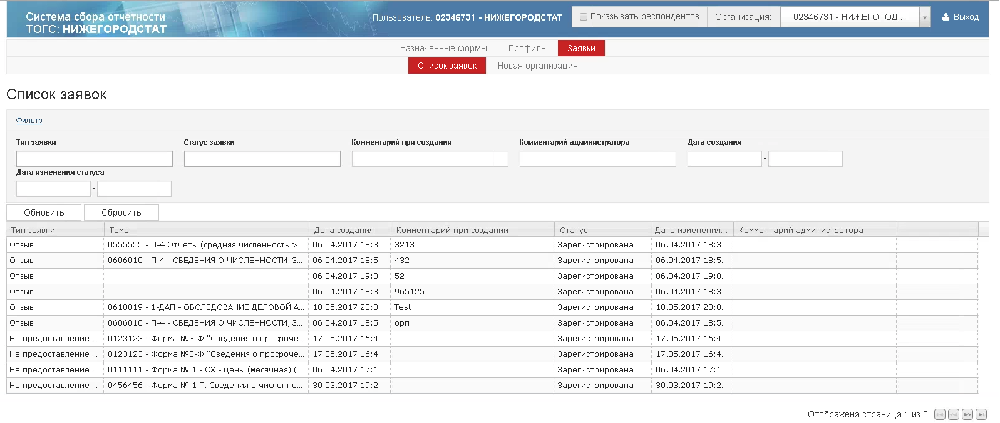 Система сбора отчетности
ТОГС: НИЖЕГОРОДСТАТ
Пользователь: 02346731 - НИЖЕГОРОДСТАТ
Показывать респондентов
Организация:
02346731 - НИЖЕГОРОД...
Выход
Назначенные формы Профиль Заявки
Список заявок Новая организация
Список заявок
Фильтр
Тип заявки Статус заявки Комментарий при создании Комментарий администратора Дата создания
-
Дата изменения статуса
-
Обновить Сбросить
Тип заявки Тема Дата создания Комментарий при создании Статус Дата изменения... Комментарий администратора
Отзыв 0555555 - П-4 Отчеты (средняя численность >... 06.04.2017 18:3... 3213 Зарегистрирована 06.04.2017 18:3...
Отзыв 0606010 - П-4 - СВЕДЕНИЯ О ЧИСЛЕННОСТИ, З... 06.04.2017 18:5... 432 Зарегистрирована 06.04.2017 18:5...
Отзыв 06.04.2017 19:0... 52 Зарегистрирована 06.04.2017 19:0...
Отзыв 06.04.2017 18:3... 965125 Зарегистрирована 06.04.2017 18:3...
Отзыв 0610019 - 1-ДАП - ОБСЛЕДОВАНИЕ ДЕЛОВОЙ А... 18.05.2017 23:0... Test Зарегистрирована 18.05.2017 23:0...
Отзыв 0606010 - П-4 - СВЕДЕНИЯ О ЧИСЛЕННОСТИ, З... 06.04.2017 18:5... орп Зарегистрирована 06.04.2017 18:5...
На предоставление ... 0123123 - Форма №3-Ф "Сведения о просроче... 17.05.2017 16:4... Зарегистрирована 17.05.2017 16:4...
На предоставление ... 0123123 - Форма №3-Ф "Сведения о просроче... 17.05.2017 16:4... Зарегистрирована 17.05.2017 16:4...
На предоставление ... 0111111 - Форма № 1 - СХ - цены (месячная) (... 06.04.2017 17:1... Зарегистрирована 06.04.2017 17:1...
На предоставление ... 0456456 - Форма № 1-Т. Сведения о численно... 30.03.2017 19:2... Зарегистрирована 30.03.2017 19:2...
Отображена страница 1 из 3